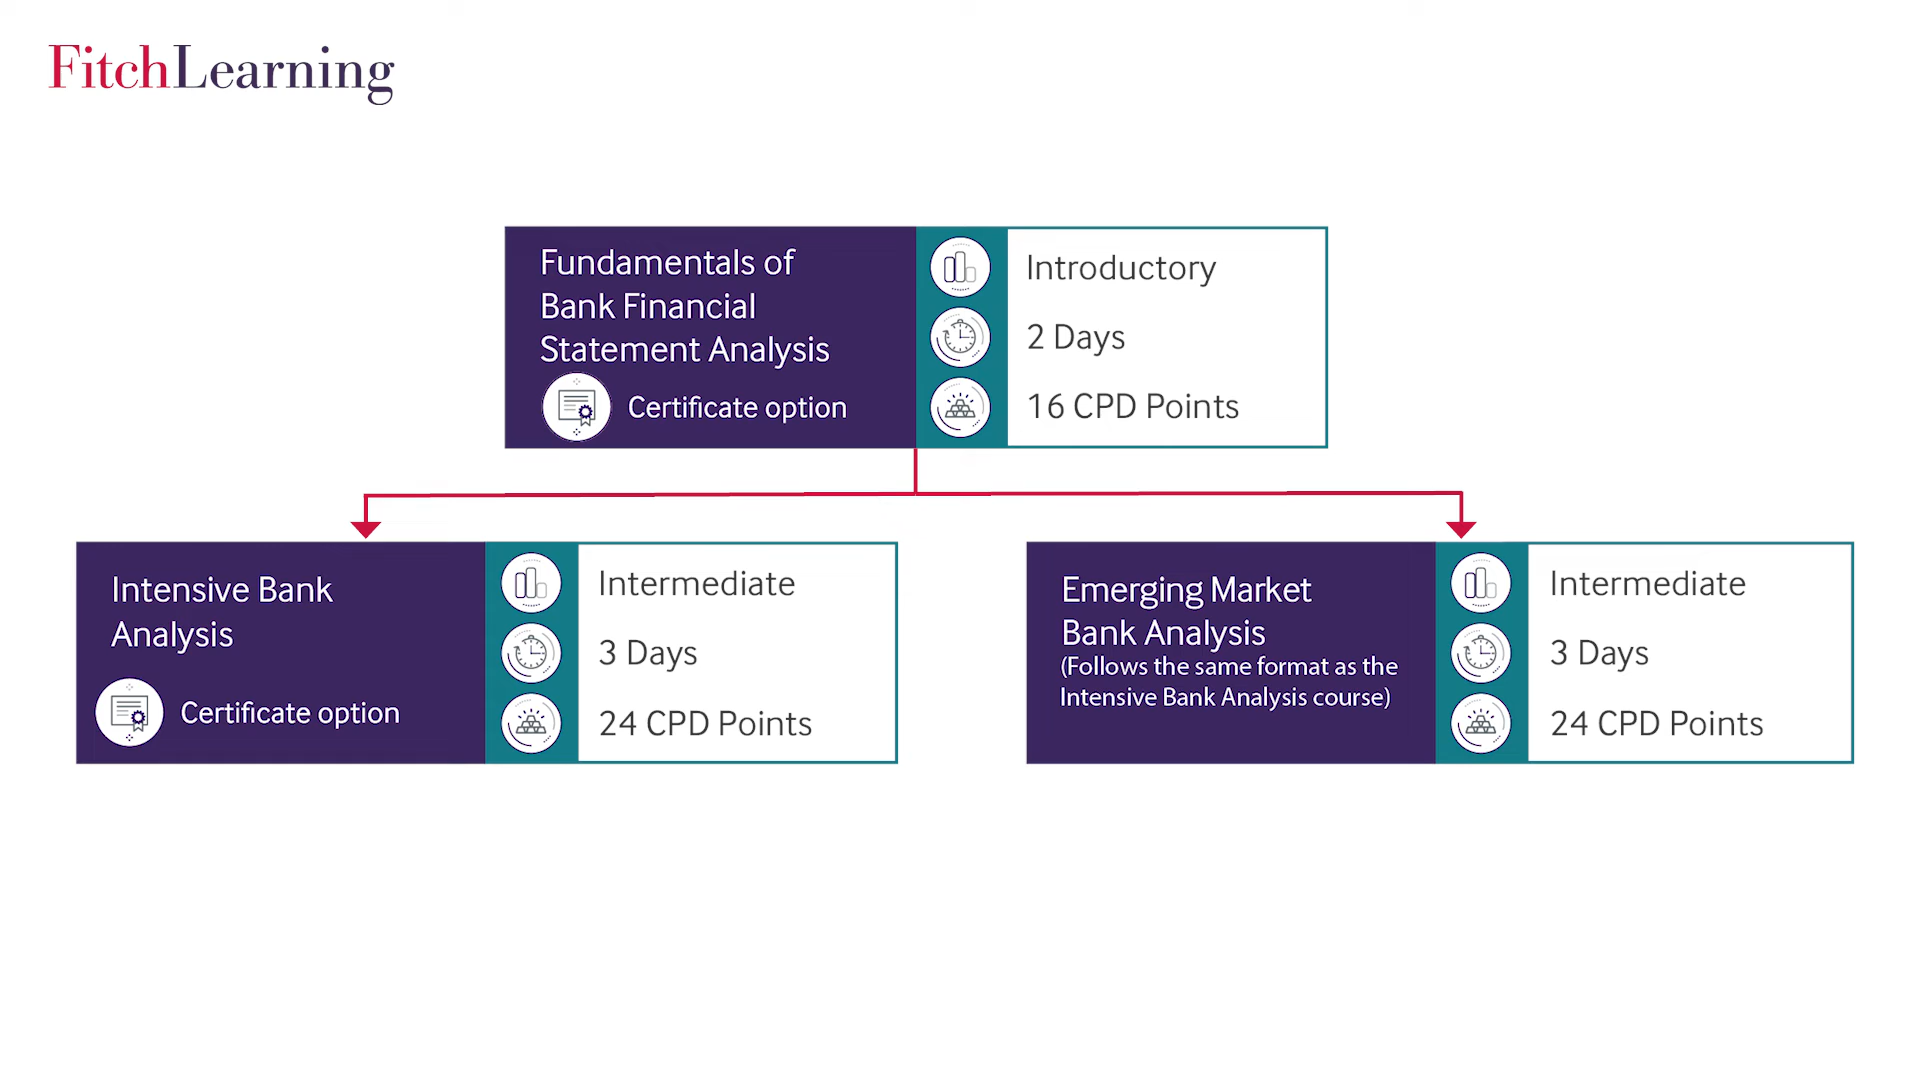 FitchLearning
Fundamentals of
Bank Financial
Statement Analysis
Certificate option
Introductory
2 Days
16 CPD Points
Intensive Bank
Analysis
Certificate option
Intermediate
3 Days
24 CPD Points
Emerging Market
Bank Analysis
(Follows the same format as the
Intensive Bank Analysis course)
Intermediate
3 Days
24 CPD Points